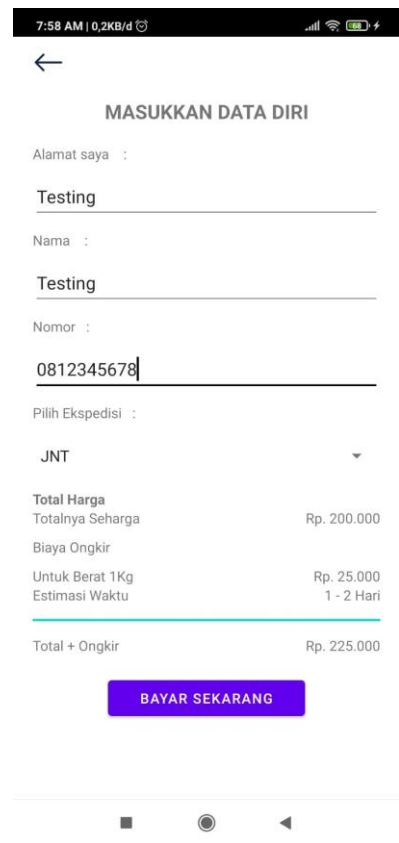 7:58 AM | 0,2KB/d
68
MASUKKAN DATA DIRI
Alamat saya :
Testing
Nama :
Testing
Nomor :
0812345678
Pilih Ekspedisi :
JNT
Total Harga
Totalnya Seharga Rp. 200.000
Biaya Ongkir
Untuk Berat 1Kg Rp. 25.000
Estimasi Waktu 1 - 2 Hari
Total + Ongkir Rp. 225.000
BAYAR SEKARANG